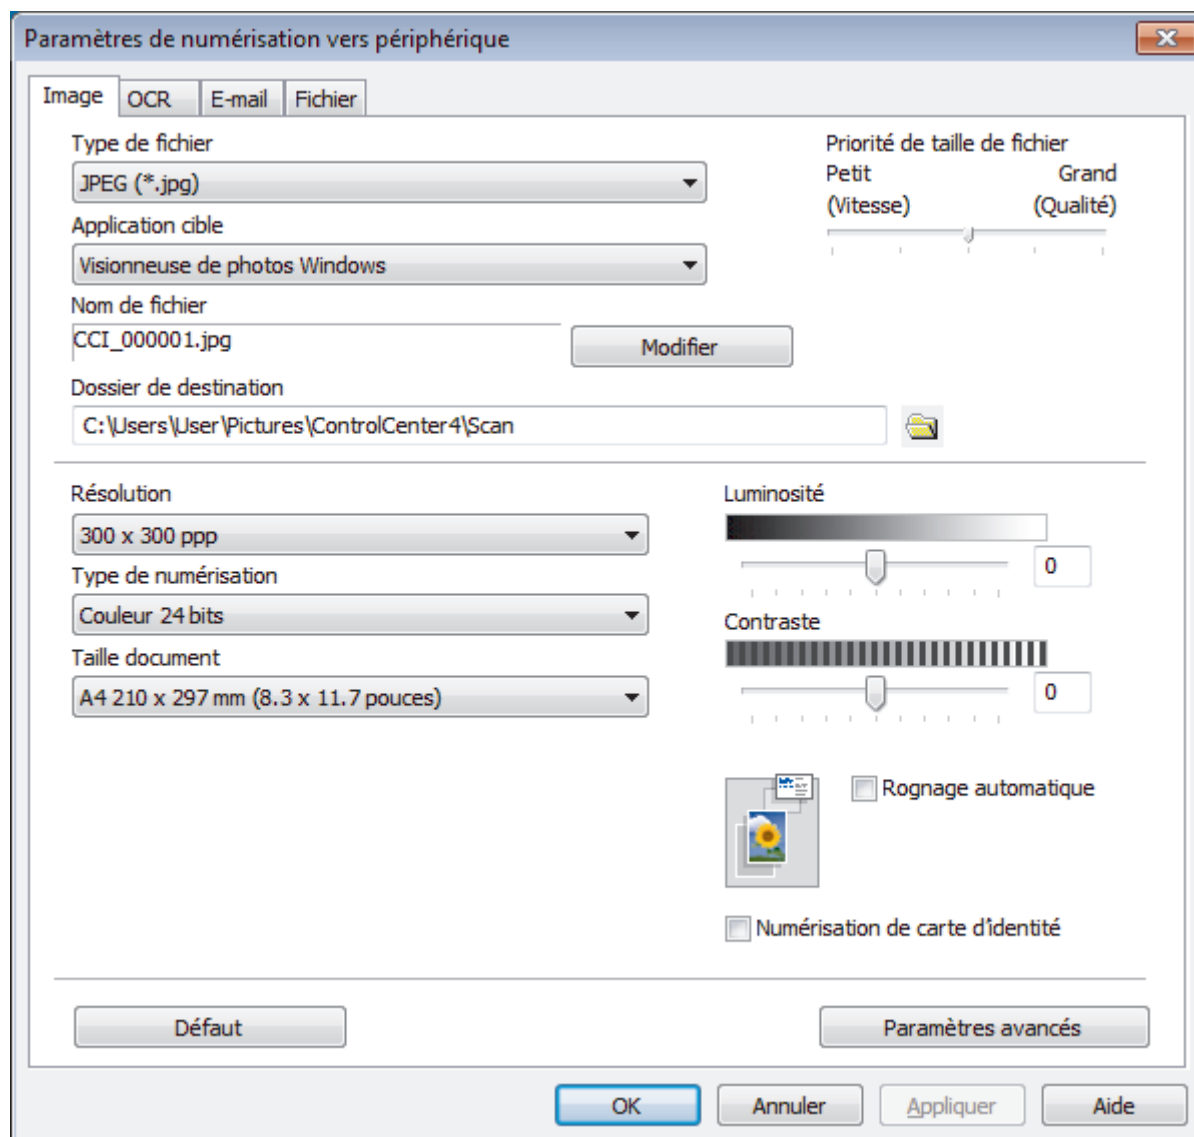 Paramètres de numérisation vers périphérique
Image OCR E-mail Fichier
Type de fichier
JPEG (*.jpg)
Application cible
Visionneuse de photos Windows
Nom de fichier
CCI_000001.jpg
Modifier
Dossier de destination
C:\Users\User\Pictures\ControlCenter4\Scan
Priorité de taille de fichier
Petit Grand
(Vitesse) (Qualité)
Résolution
300 x 300 ppp
Type de numérisation
Couleur 24 bits
Taille document
A4 210 x 297 mm (8.3 x 11.7 pouces)
Luminosité
0
Contraste
0
Rognage automatique
Numérisation de carte d'identité
Défaut
Paramètres avancés
OK Annuler Appliquer Aide